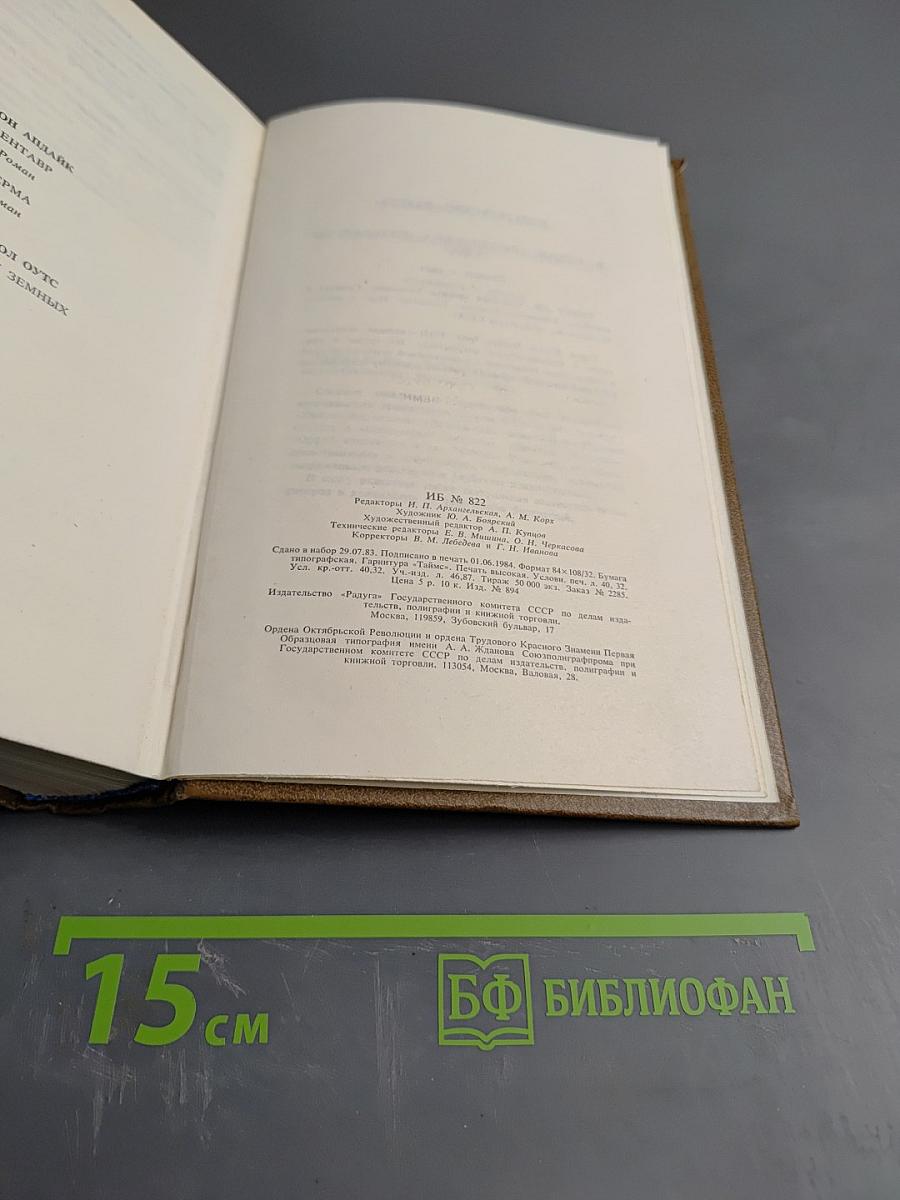 ОН АПДАЙК
ЕНТАВР
Роман
ЕРМА
ман
ОЛ ОУТС
ЗЕМНЫХ
ИБ № 822
Редакторы И. П. Архангельская, А. М. Корх
Художник Ю. А. Боярский
Художественный редактор А. П. Купцов
Технические редакторы Е. В. Мишина, О. Н. Черкасова
Корректоры В. М. Лебедева и Г. Н. Иванова
Сдано в набор 29.07.83. Подписано в печать 01.06.1984. Формат 84×108/32. Бумага
типографская. Гарнитура «Таймс». Печать высокая. Условн. печ. л. 40, 32.
Усл. кр.-отт. 40,32. Уч.-изд. л. 46,87. Тираж 50 000 экз. Заказ № 2285.
Цена 5 р. 10 к. Изд. № 894
Издательство «Радуга» Государственного комитета СССР по делам изда-
тельств, полиграфии и книжной торговли.
Москва, 119859, Зубовский бульвар, 17
Ордена Октябрьской Революции и ордена Трудового Красного Знамени Первая
Образцовая типография имени А. А. Жданова Союзполиграфпрома при
Государственном комитете СССР по делам издательств, полиграфии и
книжной торговли. 113054, Москва, Валовая, 28.
15 см
БФ БИБЛИОФАН